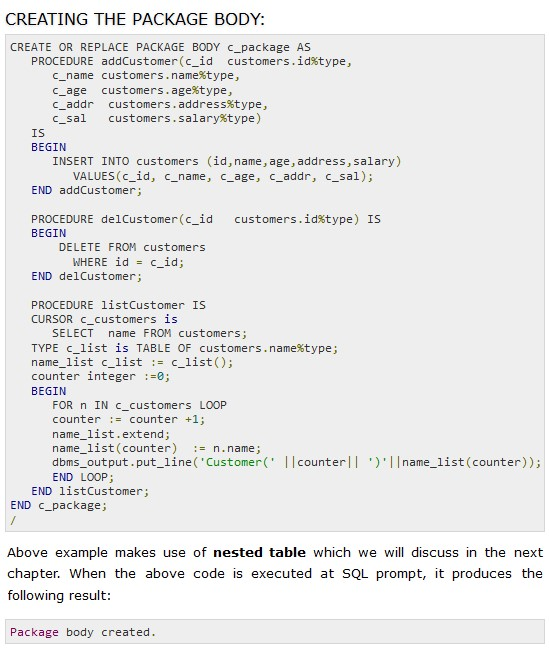 CREATING THE PACKAGE BODY:
CREATE OR REPLACE PACKAGE BODY c_package AS
   PROCEDURE addCustomer(c_id  customers.id%type,
      c_name customers.name%type,
      c_age  customers.age%type,
      c_addr  customers.address%type,
      c_sal   customers.salary%type)
   IS
   BEGIN
      INSERT INTO customers (id,name,age,address,salary)
         VALUES(c_id, c_name, c_age, c_addr, c_sal);
   END addCustomer;

   PROCEDURE delCustomer(c_id   customers.id%type) IS
   BEGIN
       DELETE FROM customers
         WHERE id = c_id;
   END delCustomer;

   PROCEDURE listCustomer IS
   CURSOR c_customers is
      SELECT  name FROM customers;
   TYPE c_list is TABLE OF customers.name%type;
   name_list c_list := c_list();
   counter integer :=0;
   BEGIN
      FOR n IN c_customers LOOP
      counter := counter +1;
      name_list.extend;
      name_list(counter)  := n.name;
      dbms_output.put_line('Customer(' ||counter|| ')'||name_list(counter));
      END LOOP;
   END listCustomer;
END c_package;
/
Above example makes use of nested table which we will discuss in the next
chapter. When the above code is executed at SQL prompt, it produces the
following result:
Package body created.